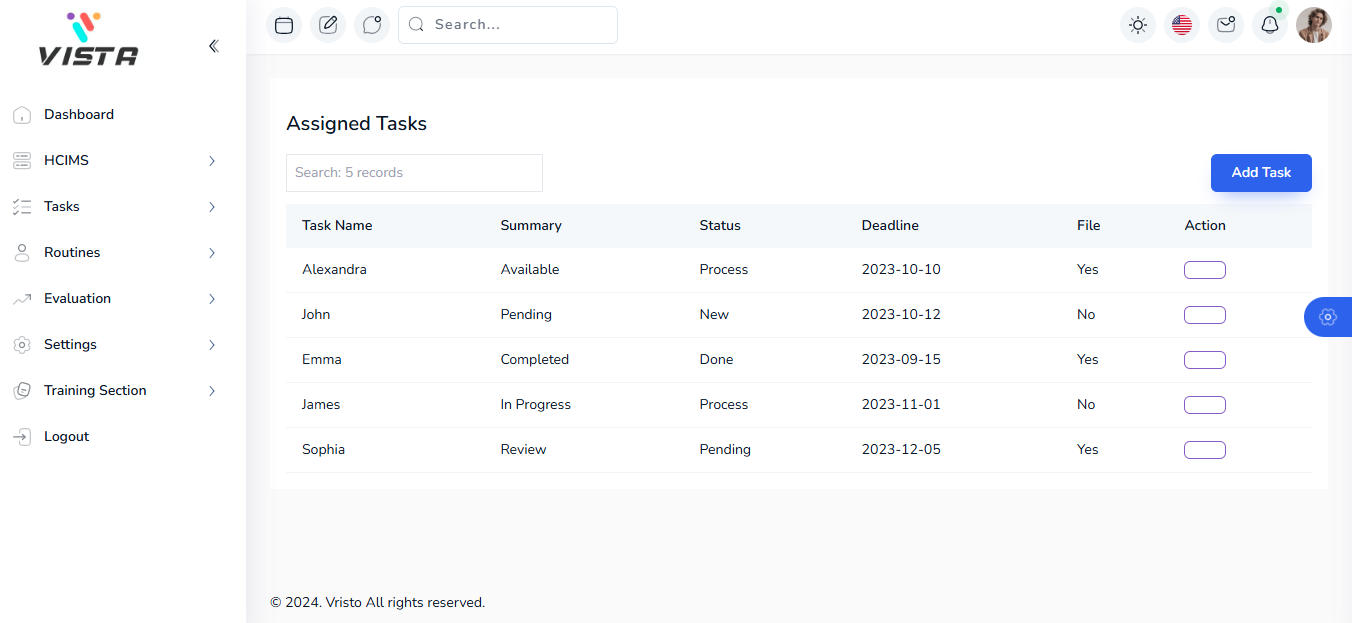 VISTA
Search...
Dashboard
HCIMS
Tasks
Routines
Evaluation
Settings
Training Section
Logout
Assigned Tasks
Search: 5 records
Add Task
Task Name Summary Status Deadline File Action
Alexandra Available Process 2023-10-10 Yes
John Pending New 2023-10-12 No
Emma Completed Done 2023-09-15 Yes
James In Progress Process 2023-11-01 No
Sophia Review Pending 2023-12-05 Yes
© 2024. Vristo All rights reserved.